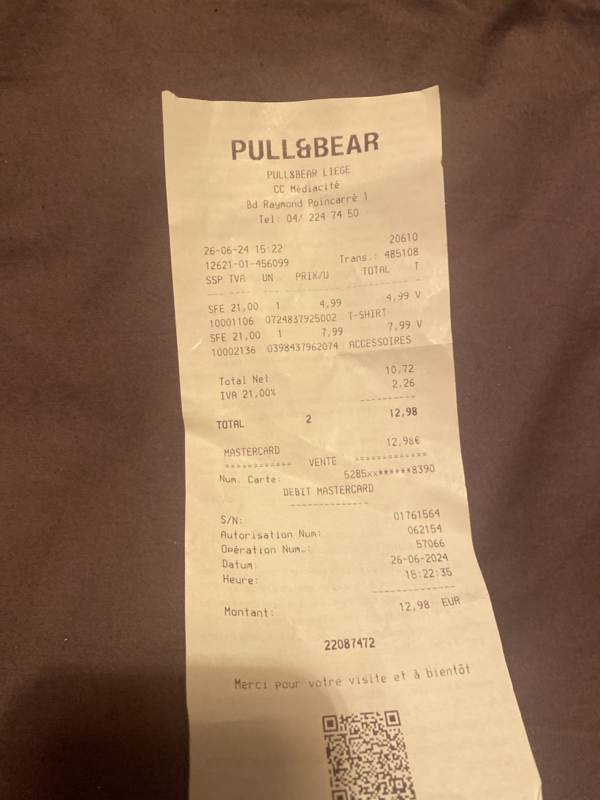 PULL&BEAR
PULL&BEAR LIEGE
CC Médiacité
Bd Raymond Poincarré 1
Tel: 04/ 224 74 50
26-06-24 15:22 20610
12621-01-456099 Trans.: 485108
SSP TVA UN PRIX/U TOTAL T
SFE 21,00 1 4,99 4,99 V
10001106 0724837925002 T-SHIRT
SFE 21,00 1 7,99 7,99 V
10002136 0398437962074 ACCESSOIRES
Total Net 10,72
IVA 21,00% 2,26
TOTAL 2 12,98
MASTERCARD 12,98€
============ VENTE ============
Num. Carte: 5285xx******8390
DEBIT MASTERCARD
S/N: 01761564
Autorisation Num: 062154
Opération Num.: 57066
Datum: 26-06-2024
Heure: 15:22:35
Montant: 12,98 EUR
22087472
Merci pour votre visite et à bientôt